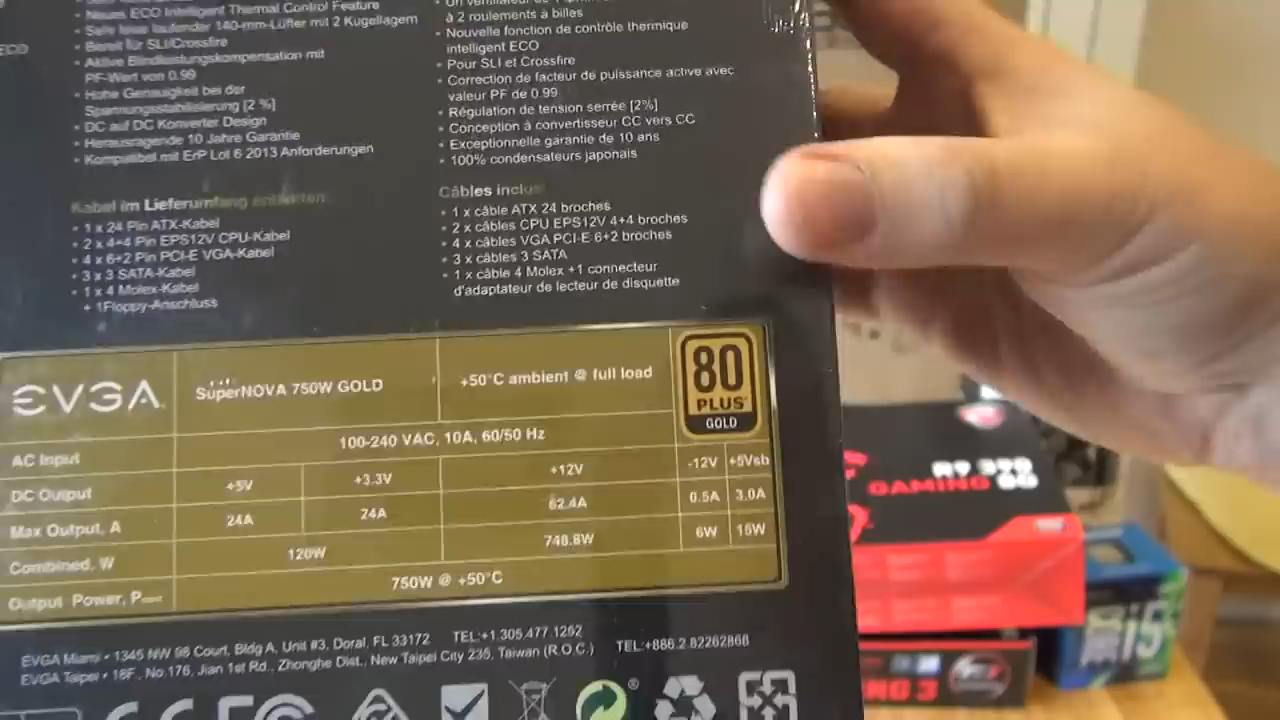 • Neues ECO Intelligent Thermal Control Feature
• Sehr leise laufender 140-mm-Lüfter mit 2 Kugellagern
• Bereit für SLI/Crossfire
• Aktive Blindleistungskompensation mit
PF-Wert von 0.99
• Hohe Genauigkeit bei der
Spannungsstabilisierung [2 %]
• DC auf DC Konverter Design
• Herausragende 10 Jahre Garantie
• Kompatibel mit ErP Lot 6 2013 Anforderungen
Kabel im Lieferumfang enthalten:
• 1 x 24 Pin ATX-Kabel
• 2 x 4+4 Pin EPS12V CPU-Kabel
• 4 x 6+2 Pin PCI-E VGA-Kabel
• 3 x 3 SATA-Kabel
• 1 x 4 Molex-Kabel
+ 1Floppy-Anschluss
ECO
à 2 roulements à billes
• Nouvelle fonction de contrôle thermique
intelligent ECO
• Pour SLI et Crossfire
• Correction de facteur de puissance active avec
valeur PF de 0.99
• Régulation de tension serrée [2%]
• Conception à convertisseur CC vers CC
• Exceptionnelle garantie de 10 ans
• 100% condensateurs japonais
Câbles inclus
• 1 x câble ATX 24 broches
• 2 x câbles CPU EPS12V 4+4 broches
• 4 x câbles VGA PCI-E 6+2 broches
• 3 x câbles 3 SATA
• 1 x câble 4 Molex +1 connecteur
d'adaptateur de lecteur de disquette
EVGA SuperNOVA 750W GOLD +50°C ambient @ full load
80
PLUS
GOLD
AC Input 100-240 VAC, 10A, 60/50 Hz
DC Output +5V +3.3V +12V -12V +5Vsb
Max Output, A 24A 24A 62.4A 0.5A 3.0A
Combined, W 120W 748.8W 6W 15W
Output Power, P 750W @ +50°C
EVGA Miami • 1345 NW 98 Court, Bldg A, Unit #3, Doral, FL 33172 TEL:+1.305.477.1262
EVGA Taipei • 18F., No.176, Jian 1st Rd., Zhonghe Dist., New Taipei City 235, Taiwan (R.O.C.) TEL:+886.2.82262868
R9 390
GAMING 8G
NG 3
i5